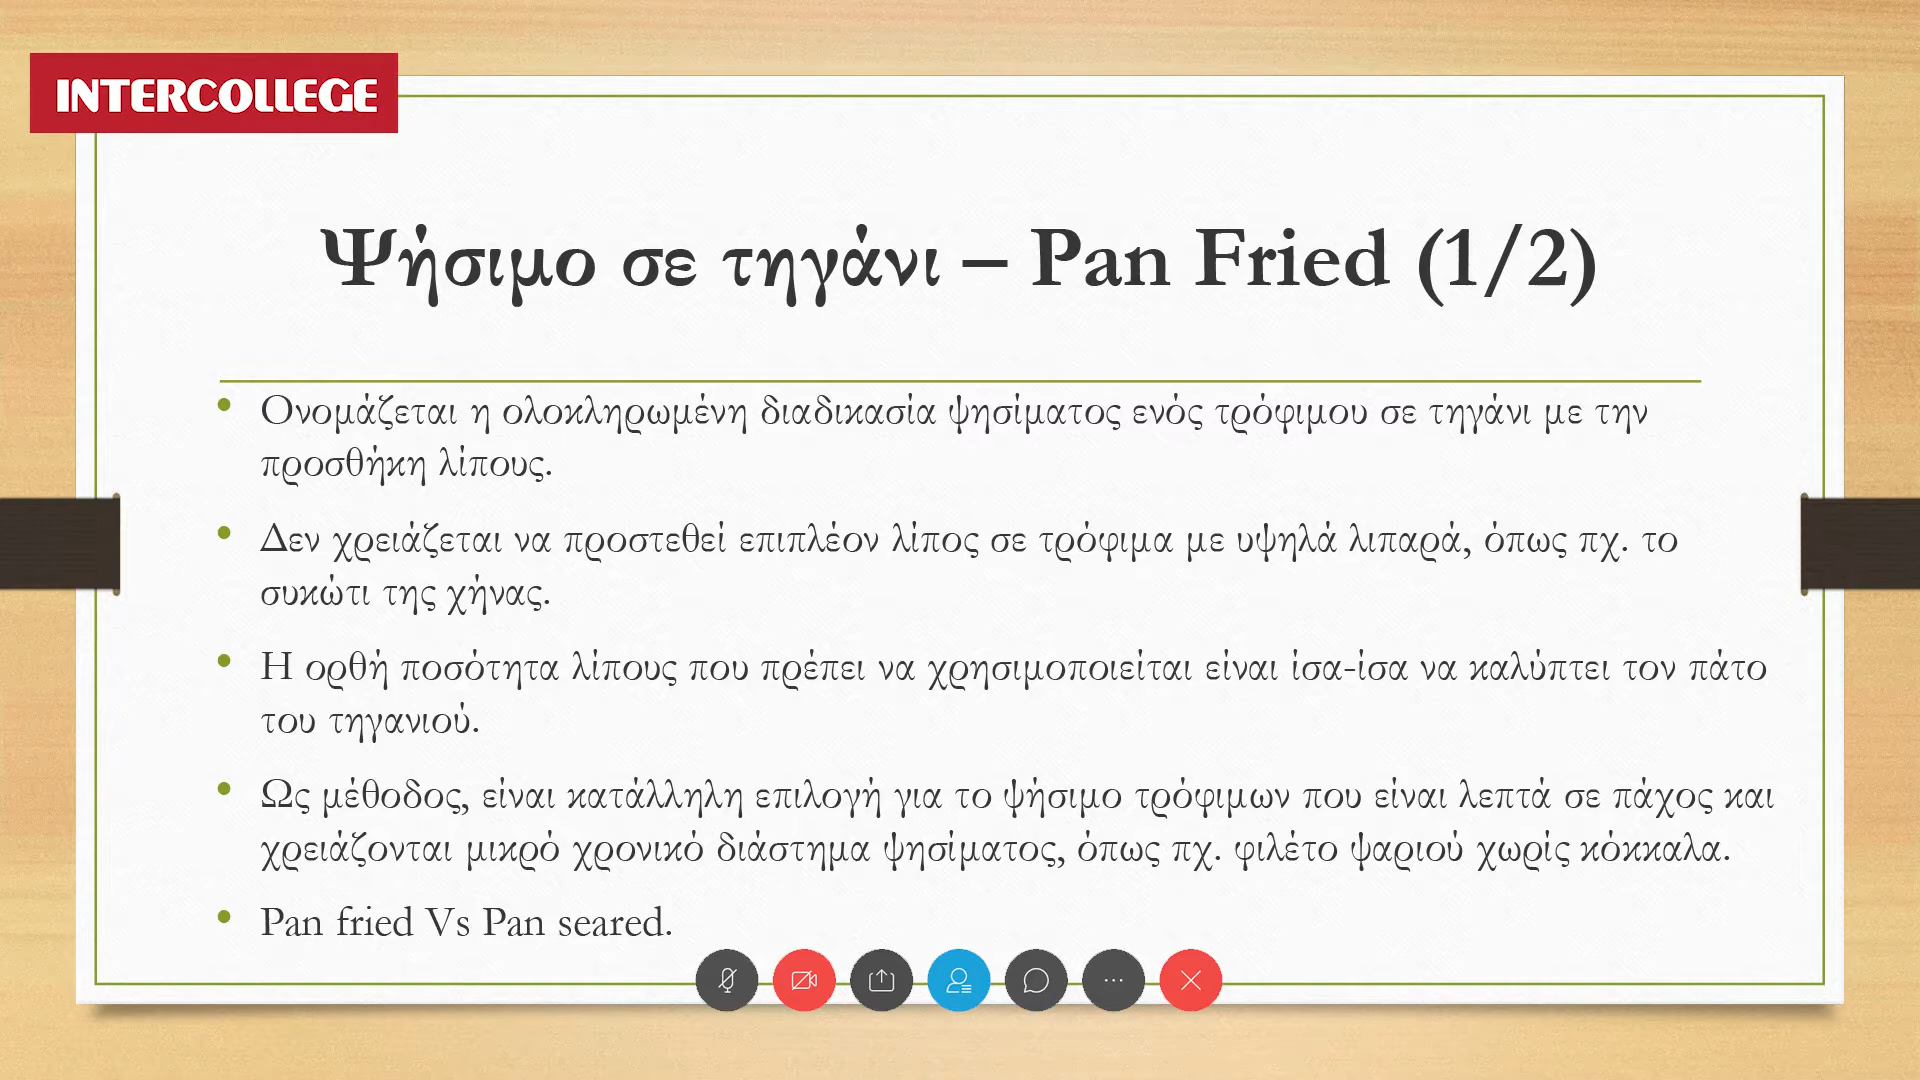 INTERCOLLEGE
Ψήσιμο σε τηγάνι – Pan Fried (1/2)
• Ονομάζεται η ολοκληρωμένη διαδικασία ψησίματος ενός τρόφιμου σε τηγάνι με την
προσθήκη λίπους.
• Δεν χρειάζεται να προστεθεί επιπλέον λίπος σε τρόφιμα με υψηλά λιπαρά, όπως πχ. το
συκώτι της χήνας.
• Η ορθή ποσότητα λίπους που πρέπει να χρησιμοποιείται είναι ίσα-ίσα να καλύπτει τον πάτο
του τηγανιού.
• Ως μέθοδος, είναι κατάλληλη επιλογή για το ψήσιμο τρόφιμων που είναι λεπτά σε πάχος και
χρειάζονται μικρό χρονικό διάστημα ψησίματος, όπως πχ. φιλέτο ψαριού χωρίς κόκκαλα.
• Pan fried Vs Pan seared.